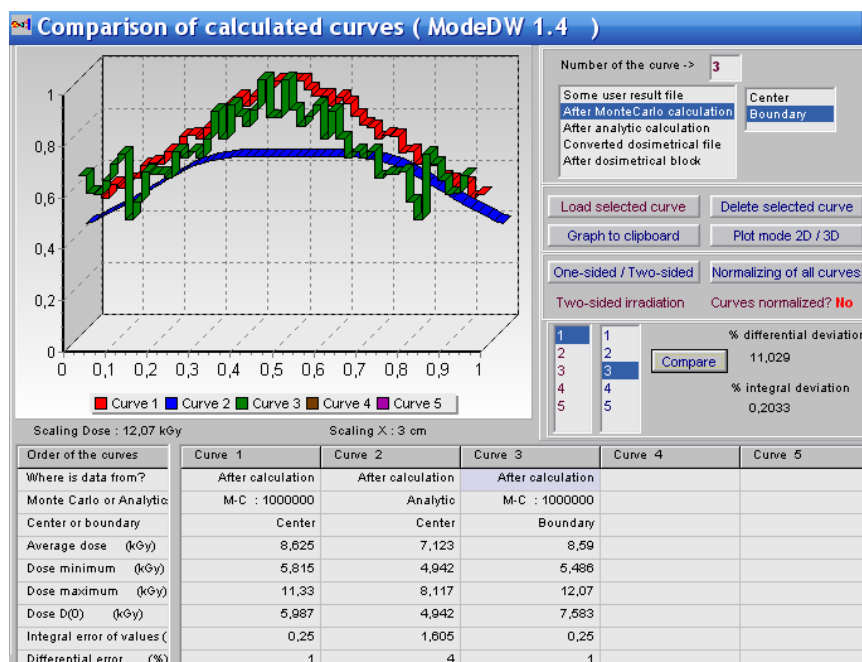 Comparison of calculated curves ( ModeDW 1.4 )
Number of the curve -> 3
Some user result file
After MonteCarlo calculation
After analytic calculation
Converted dosimetrical file
After dosimetrical block
Center
Boundary
Load selected curve Delete selected curve
Graph to clipboard Plot mode 2D / 3D
One-sided / Two-sided Normalizing of all curves
Two-sided irradiation Curves normalized? No
1 1
2 2
3 3
4 4
5 5
Compare
% differential deviation
11,029
% integral deviation
0,2033
1
0,8
0,6
0,4
0,2
0
0 0,1 0,2 0,3 0,4 0,5 0,6 0,7 0,8 0,9 1
Curve 1 Curve 2 Curve 3 Curve 4 Curve 5
Scaling Dose : 12,07 kGy Scaling X : 3 cm
Order of the curves Curve 1 Curve 2 Curve 3 Curve 4 Curve 5
Where is data from? After calculation After calculation After calculation
Monte Carlo or Analytic M-C : 1000000 Analytic M-C : 1000000
Center or boundary Center Center Boundary
Average dose (kGy) 8,625 7,123 8,59
Dose minimum (kGy) 5,815 4,942 5,486
Dose maximum (kGy) 11,33 8,117 12,07
Dose D(0) (kGy) 5,987 4,942 7,583
Integral error of values ( 0,25 1,605 0,25
Differential error (%) 1 4 1